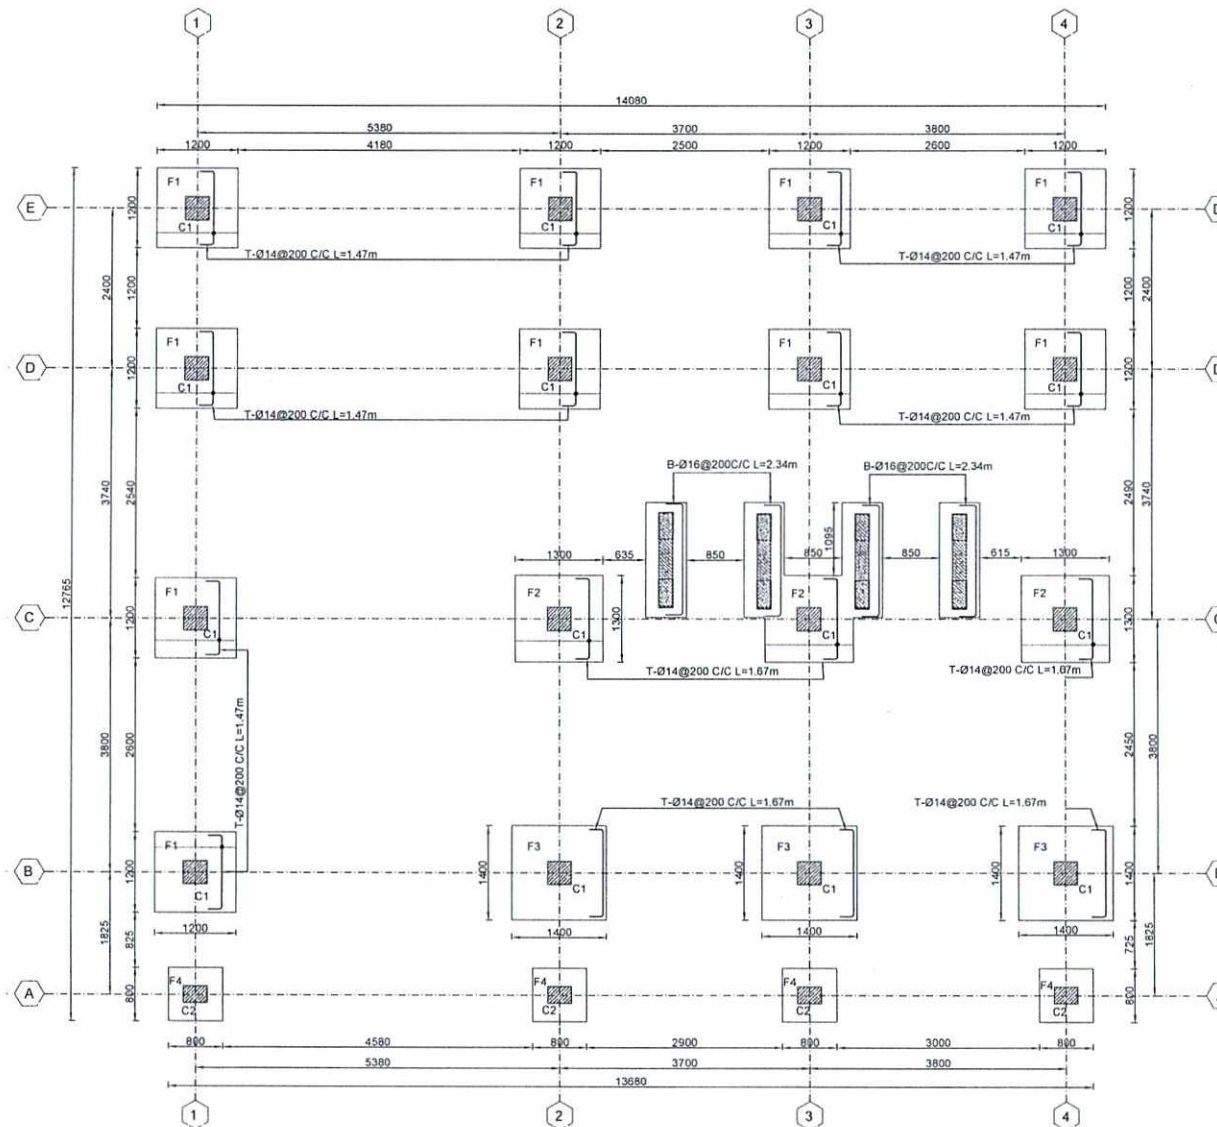 1 2 3 4
14080
5380 3700 3800
1200 4180 1200 2500 1200 2600 1200
F1 F1 F1 F1
E 1200 C1 C1 C1 C1 1200
T-Ø14@200 C/C L=1.47m T-Ø14@200 C/C L=1.47m
2400 1200 1200 2400
F1 F1 F1 F1
D 1200 C1 C1 C1 C1 1200
T-Ø14@200 C/C L=1.47m T-Ø14@200 C/C L=1.47m
B-Ø16@200C/C L=2.34m B-Ø16@200C/C L=2.34m
3740 2540 2490 3740
1095
1300 635 850 850 850 615 1300
12765
F1 F2 F2 F2
C 1200 C1 C1 1300 C1 C1 1300
T-Ø14@200 C/C L=1.67m T-Ø14@200 C/C L=1.07m
T-Ø14@200 C/C L=1.47m
3800 2600 2450 3800
T-Ø14@200 C/C L=1.67m T-Ø14@200 C/C L=1.67m
F1 F3 F3 F3
B 1200 C1 1400 C1 1400 C1 1400 C1 1400
1200 1400 1400 1400
1825 825 725 1825
F4 F4 F4 F4
A 800 C2 C2 C2 C2 800
800 4580 800 2900 800 3000 800
5380 3700 3800
13680
1 2 3 4